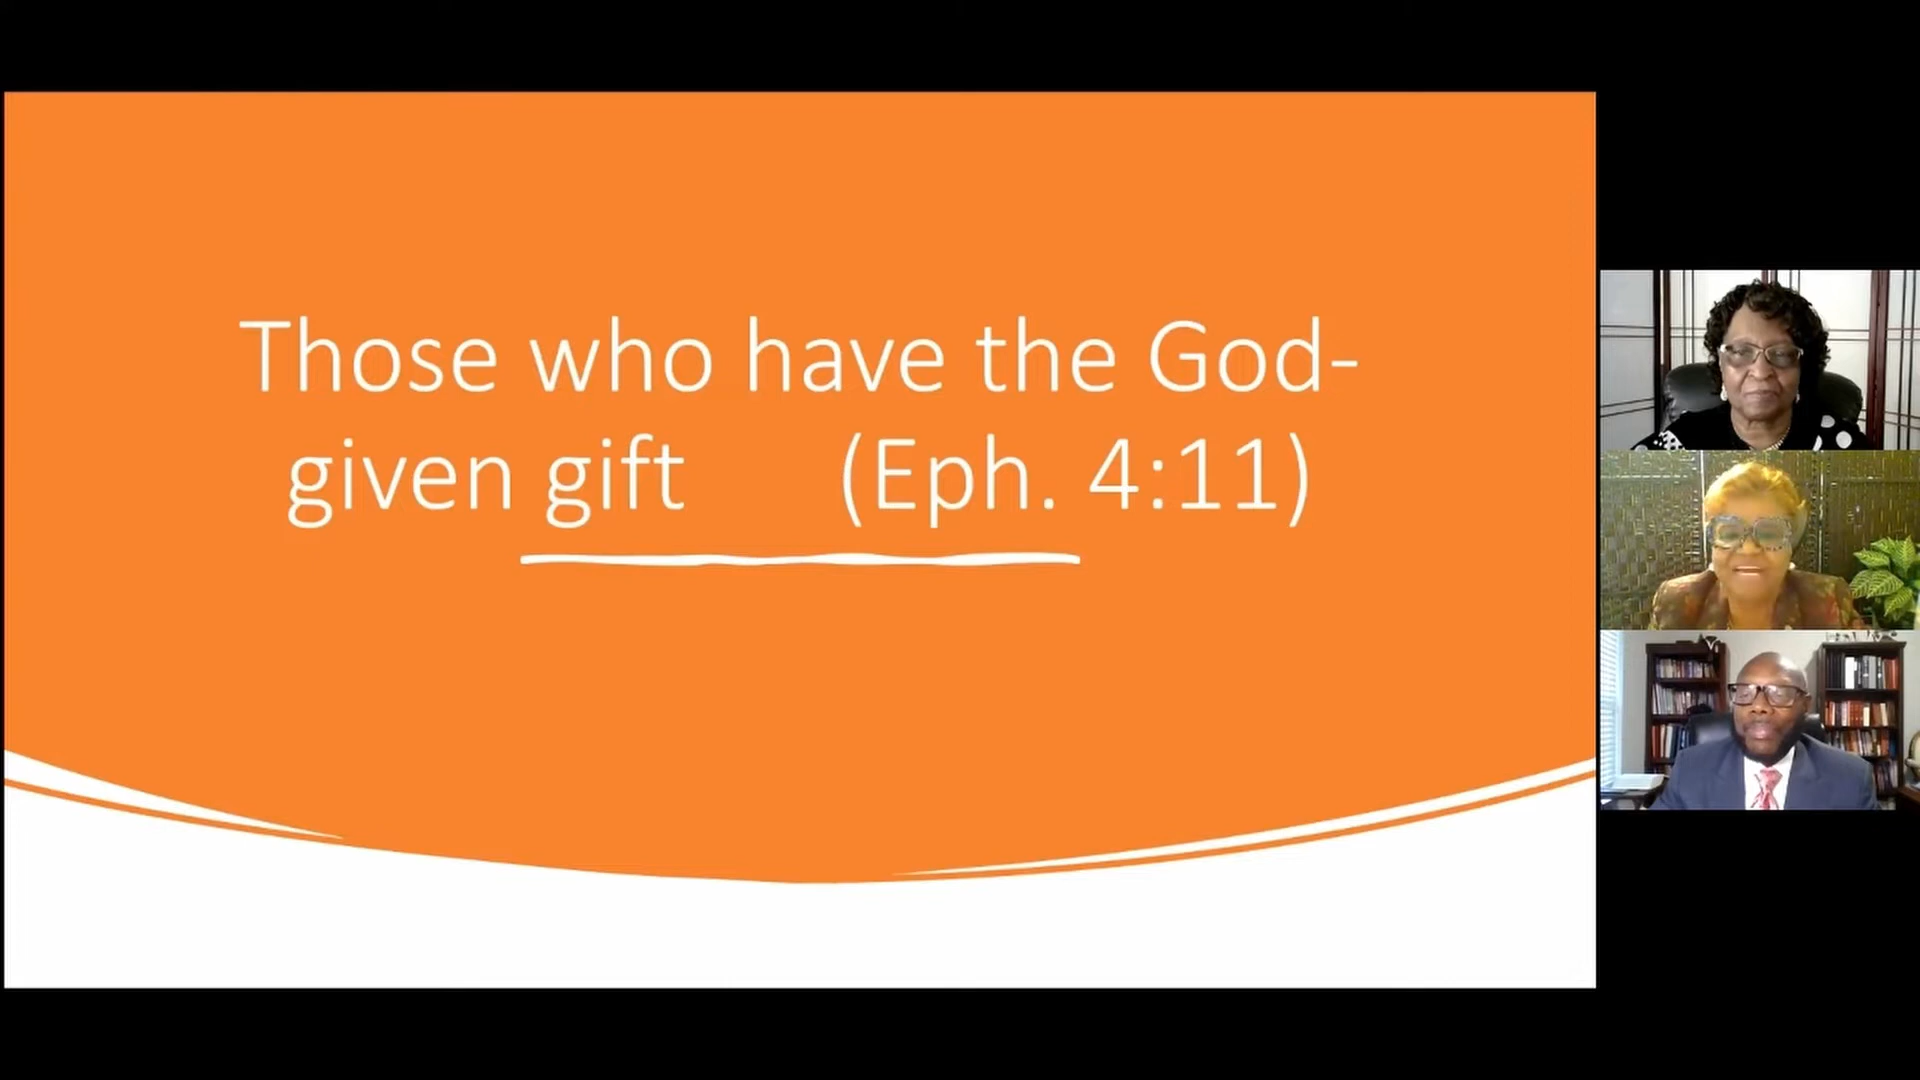 Those who have the God-
given gift (Eph. 4:11)